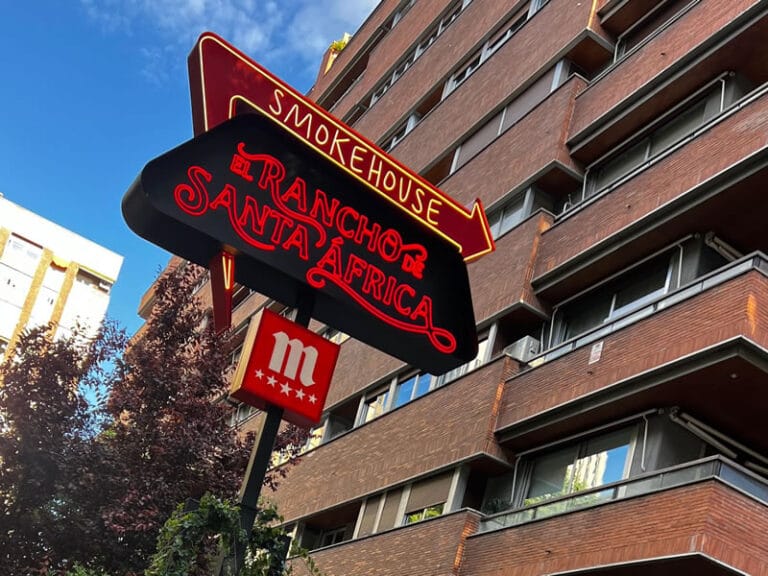 SMOKEHOUSE
EL RANCHO DE
SANTA ÁFRICA
m